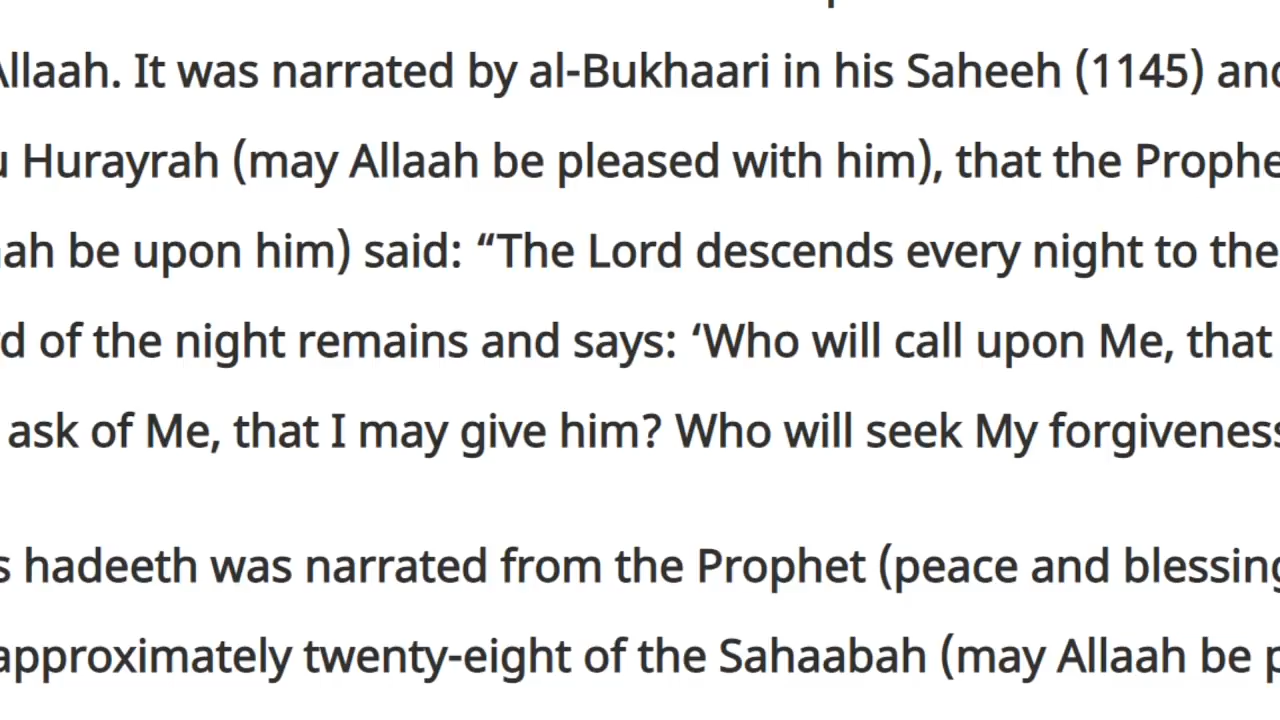 Allaah. It was narrated by al-Bukhaari in his Saheeh (1145) and
u Hurayrah (may Allaah be pleased with him), that the Prophe
aah be upon him) said: “The Lord descends every night to the
rd of the night remains and says: ‘Who will call upon Me, that
ask of Me, that I may give him? Who will seek My forgiveness
s hadeeth was narrated from the Prophet (peace and blessing
approximately twenty-eight of the Sahaabah (may Allaah be p